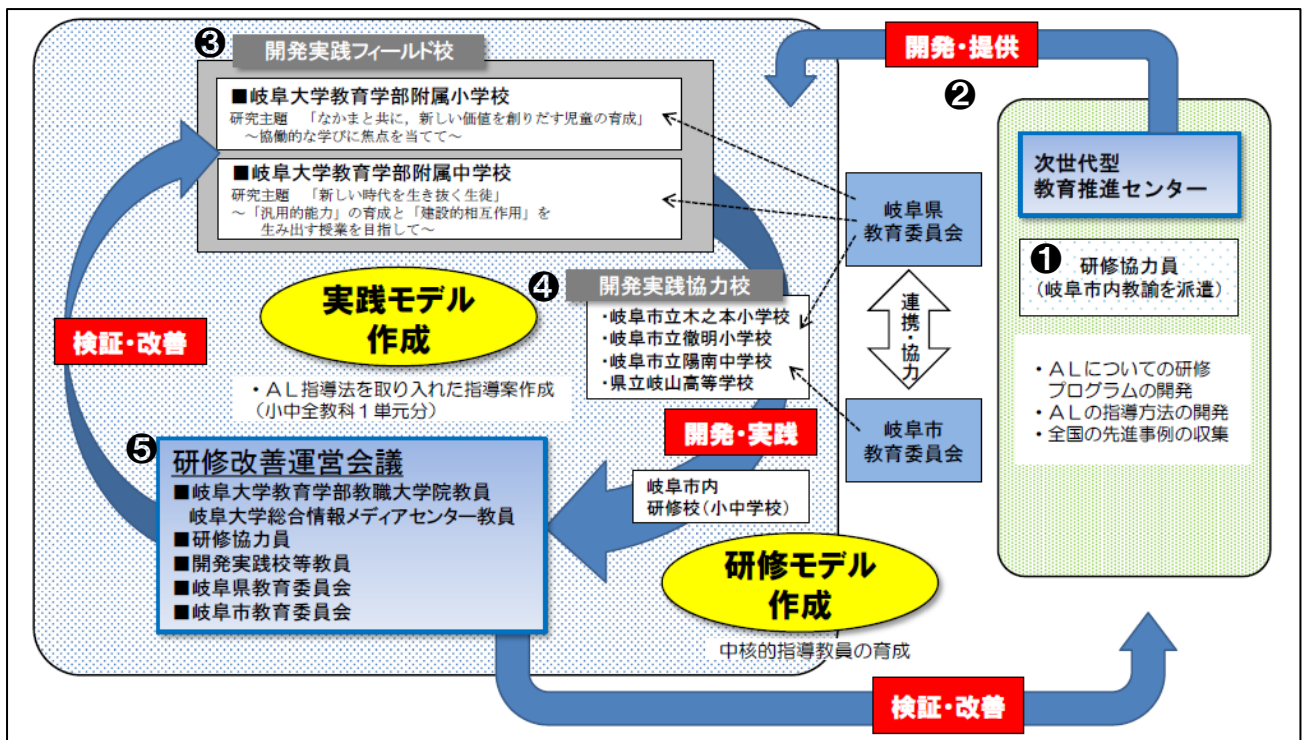 ❸
開発実践フィールド校
■岐阜大学教育学部附属小学校
研究主題　「なかまと共に，新しい価値を創りだす児童の育成」
～協働的な学びに焦点を当てて～
■岐阜大学教育学部附属中学校
研究主題　「新しい時代を生き抜く生徒」
～「汎用的能力」の育成と「建設的相互作用」を
生み出す授業を目指して～
開発・提供
❷
次世代型
教育推進センター
❶
研修協力員
（岐阜市内教諭を派遣）
・ＡＬについての研修
プログラムの開発
・ＡＬの指導方法の開発
・全国の先進事例の収集
岐阜県
教育委員会
連携・協力
岐阜市
教育委員会
❹
開発実践協力校
・岐阜市立木之本小学校
・岐阜市立徹明小学校
・岐阜市立陽南中学校
・県立岐山高等学校
実践モデル
作成
検証・改善
・ＡＬ指導法を取り入れた指導案作成
（小中全教科１単元分）
開発・実践
岐阜市内
研修校（小中学校）
❺
研修改善運営会議
■岐阜大学教育学部教職大学院教員
岐阜大学総合情報メディアセンター教員
■研修協力員
■開発実践校等教員
■岐阜県教育委員会
■岐阜市教育委員会
研修モデル
作成
中核的指導教員の育成
検証・改善